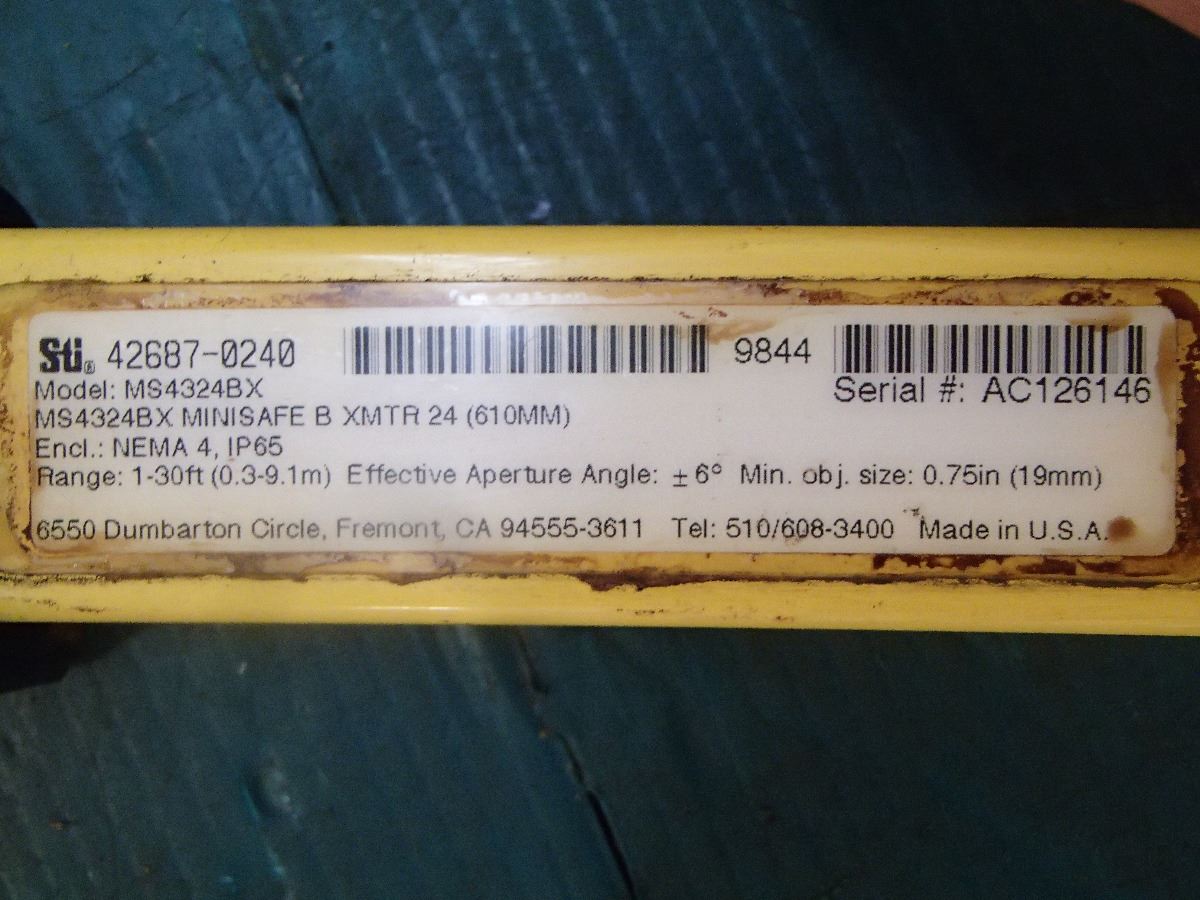 Sti® 42687-0240 9844
Model: MS4324BX Serial #: AC126146
MS4324BX MINISAFE B XMTR 24 (610MM)
Encl.: NEMA 4, IP65
Range: 1-30ft (0.3-9.1m) Effective Aperture Angle: ± 6° Min. obj. size: 0.75in (19mm)
6550 Dumbarton Circle, Fremont, CA 94555-3611 Tel: 510/608-3400 Made in U.S.A.